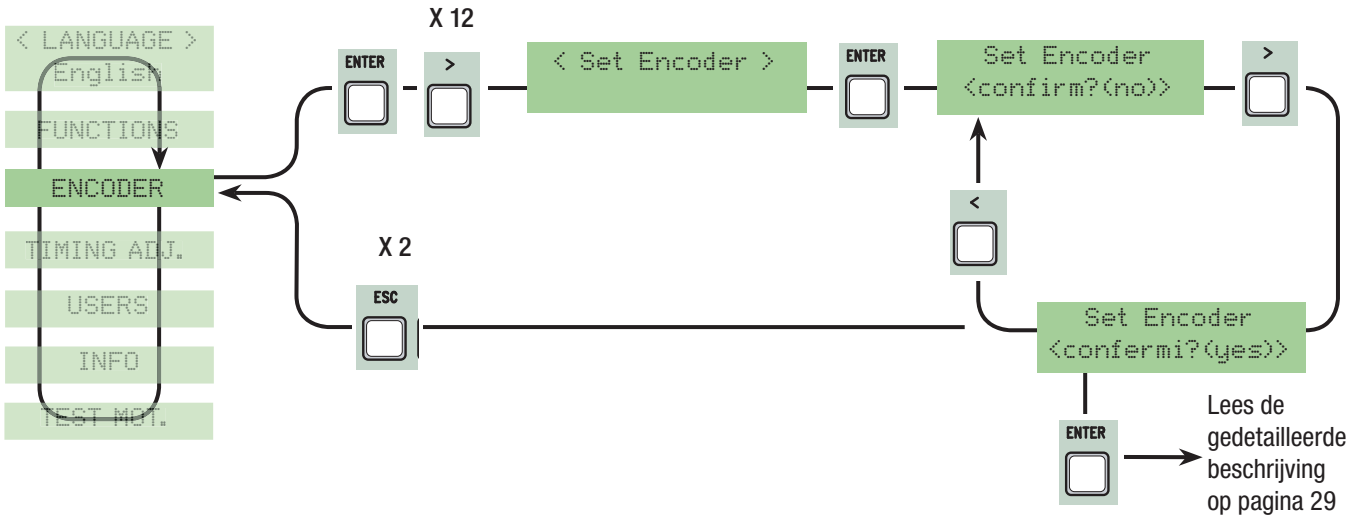 X 12
< LANGUAGE >
English
FUNCTIONS
ENCODER
TIMING ADJ.
USERS
INFO
TEST MOT.
ENTER
>
< Set Encoder >
ENTER
Set Encoder
<confirm?(no)>
>
<
X 2
ESC
Set Encoder
<confermi?(yes)>
ENTER
Lees de
gedetailleerde
beschrijving
op pagina 29